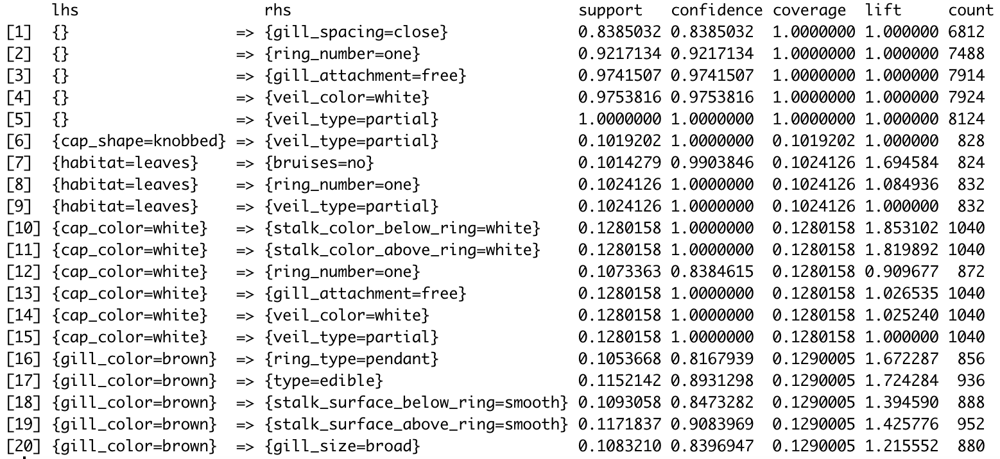 lhs rhs support confidence coverage lift count
[1] {} => {gill_spacing=close} 0.8385032 0.8385032 1.0000000 1.000000 6812
[2] {} => {ring_number=one} 0.9217134 0.9217134 1.0000000 1.000000 7488
[3] {} => {gill_attachment=free} 0.9741507 0.9741507 1.0000000 1.000000 7914
[4] {} => {veil_color=white} 0.9753816 0.9753816 1.0000000 1.000000 7924
[5] {} => {veil_type=partial} 1.0000000 1.0000000 1.0000000 1.000000 8124
[6] {cap_shape=knobbed} => {veil_type=partial} 0.1019202 1.0000000 0.1019202 1.000000 828
[7] {habitat=leaves} => {bruises=no} 0.1014279 0.9903846 0.1024126 1.694584 824
[8] {habitat=leaves} => {ring_number=one} 0.1024126 1.0000000 0.1024126 1.084936 832
[9] {habitat=leaves} => {veil_type=partial} 0.1024126 1.0000000 0.1024126 1.000000 832
[10] {cap_color=white} => {stalk_color_below_ring=white} 0.1280158 1.0000000 0.1280158 1.853102 1040
[11] {cap_color=white} => {stalk_color_above_ring=white} 0.1280158 1.0000000 0.1280158 1.819892 1040
[12] {cap_color=white} => {ring_number=one} 0.1073363 0.8384615 0.1280158 0.909677 872
[13] {cap_color=white} => {gill_attachment=free} 0.1280158 1.0000000 0.1280158 1.026535 1040
[14] {cap_color=white} => {veil_color=white} 0.1280158 1.0000000 0.1280158 1.025240 1040
[15] {cap_color=white} => {veil_type=partial} 0.1280158 1.0000000 0.1280158 1.000000 1040
[16] {gill_color=brown} => {ring_type=pendant} 0.1053668 0.8167939 0.1290005 1.672287 856
[17] {gill_color=brown} => {type=edible} 0.1152142 0.8931298 0.1290005 1.724284 936
[18] {gill_color=brown} => {stalk_surface_below_ring=smooth} 0.1093058 0.8473282 0.1290005 1.394590 888
[19] {gill_color=brown} => {stalk_surface_above_ring=smooth} 0.1171837 0.9083969 0.1290005 1.425776 952
[20] {gill_color=brown} => {gill_size=broad} 0.1083210 0.8396947 0.1290005 1.215552 880